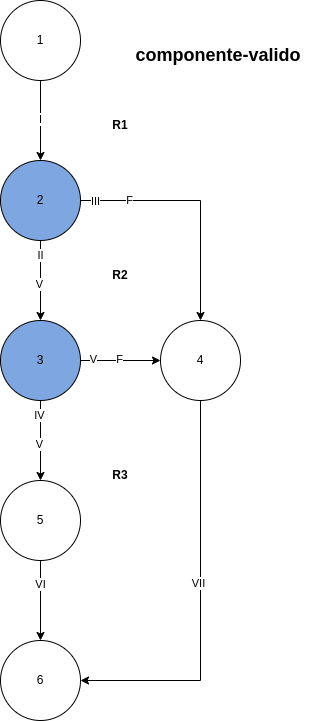 1
componente-valido
I
R1
2
III F
II
R2
V
3
V F
4
IV
V
R3
5
VI
VII
6